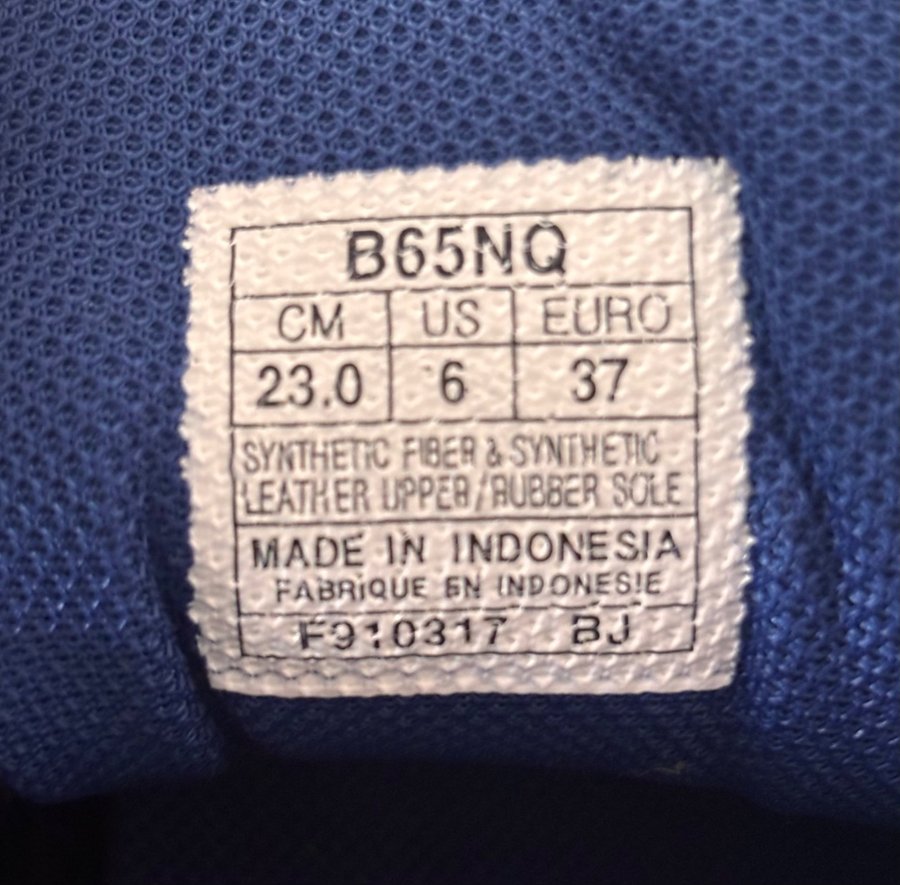 B65NQ
CM US EURO
23.0 6 37
SYNTHETIC FIBER & SYNTHETIC
LEATHER UPPER/RUBBER SOLE
MADE IN INDONESIA
FABRIQUE EN INDONESIE
F910317 BJ